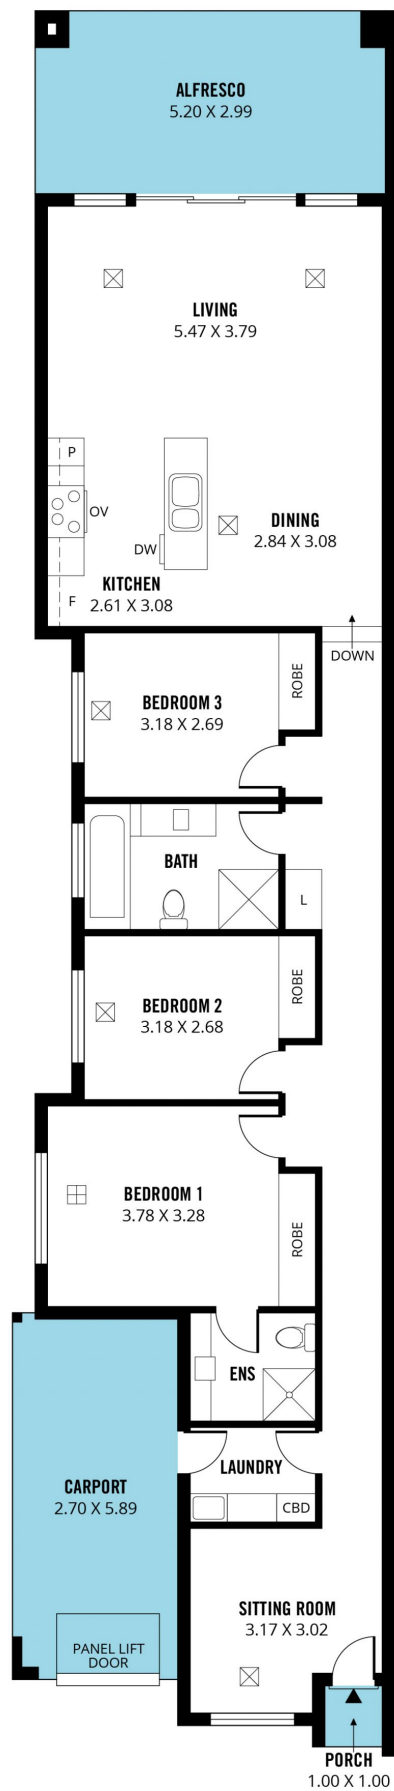 ALFRESCO
5.20 X 2.99
LIVING
5.47 X 3.79
P
OV
DW
DINING
2.84 X 3.08
KITCHEN
2.61 X 3.08
F
DOWN
BEDROOM 3
3.18 X 2.69
ROBE
BATH
L
BEDROOM 2
3.18 X 2.68
ROBE
BEDROOM 1
3.78 X 3.28
ROBE
ENS
LAUNDRY
CBD
CARPORT
2.70 X 5.89
SITTING ROOM
3.17 X 3.02
PANEL LIFT
DOOR
PORCH
1.00 X 1.00